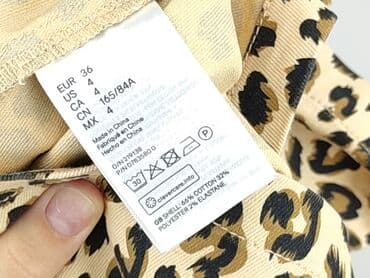 EUR 36
US 4
CA 4
CN 165/84A
MX 4
Made in China
Fabriqué en Chine
Hecho en China
30
P
clevercare.info
GB SHELL: 66% COTTON 32%
POLYESTER 2% ELASTANE